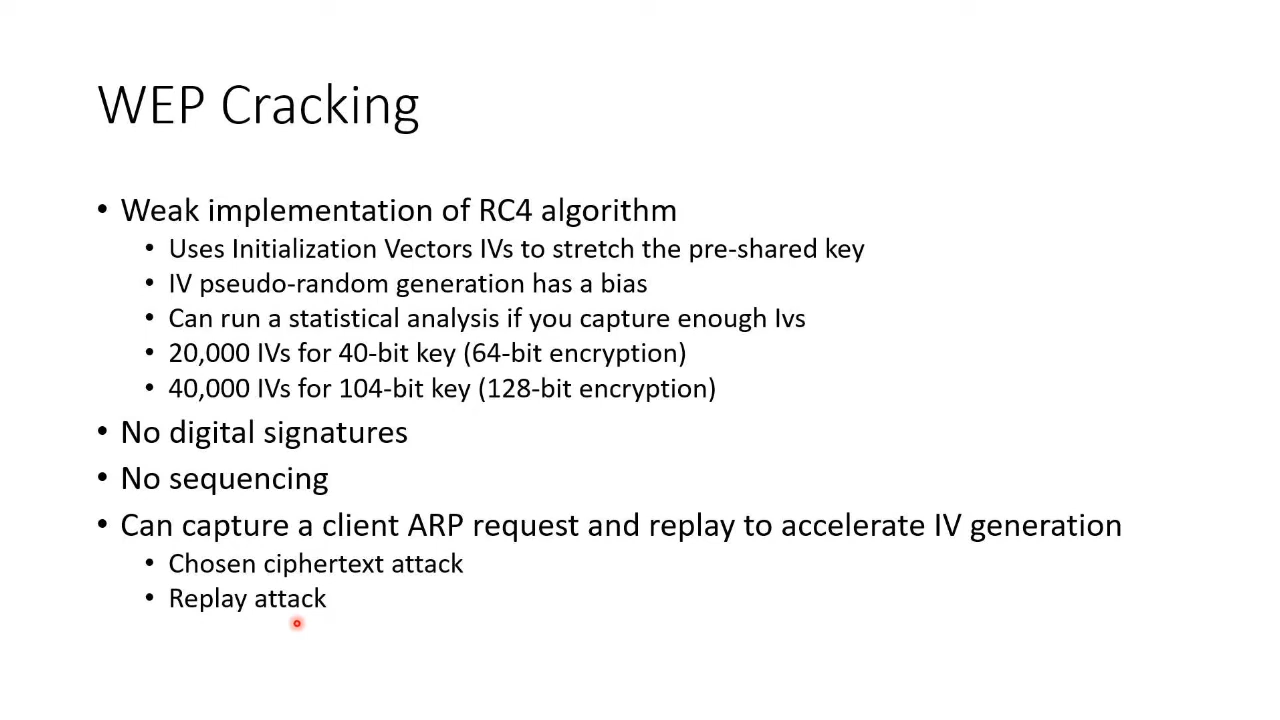 WEP Cracking
• Weak implementation of RC4 algorithm
• Uses Initialization Vectors IVs to stretch the pre-shared key
• IV pseudo-random generation has a bias
• Can run a statistical analysis if you capture enough Ivs
• 20,000 IVs for 40-bit key (64-bit encryption)
• 40,000 IVs for 104-bit key (128-bit encryption)
• No digital signatures
• No sequencing
• Can capture a client ARP request and replay to accelerate IV generation
• Chosen ciphertext attack
• Replay attack